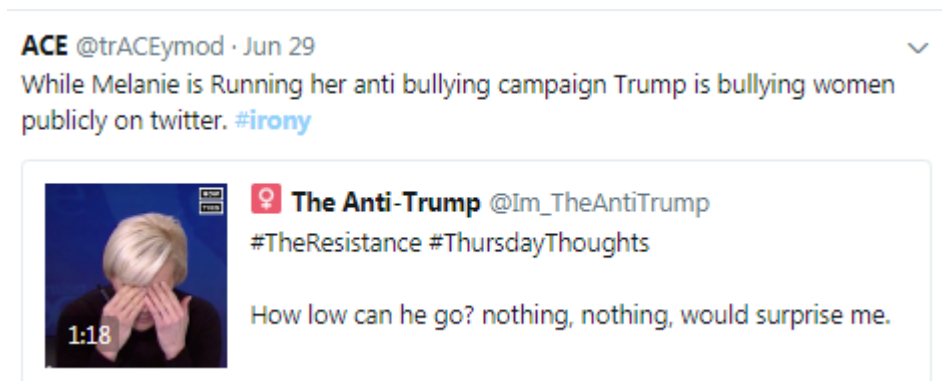 ACE @trACEymod · Jun 29
While Melanie is Running her anti bullying campaign Trump is bullying women
publicly on twitter. #irony
The Anti-Trump @Im_TheAntiTrump
#TheResistance #ThursdayThoughts
How low can he go? nothing, nothing, would surprise me.
1:18